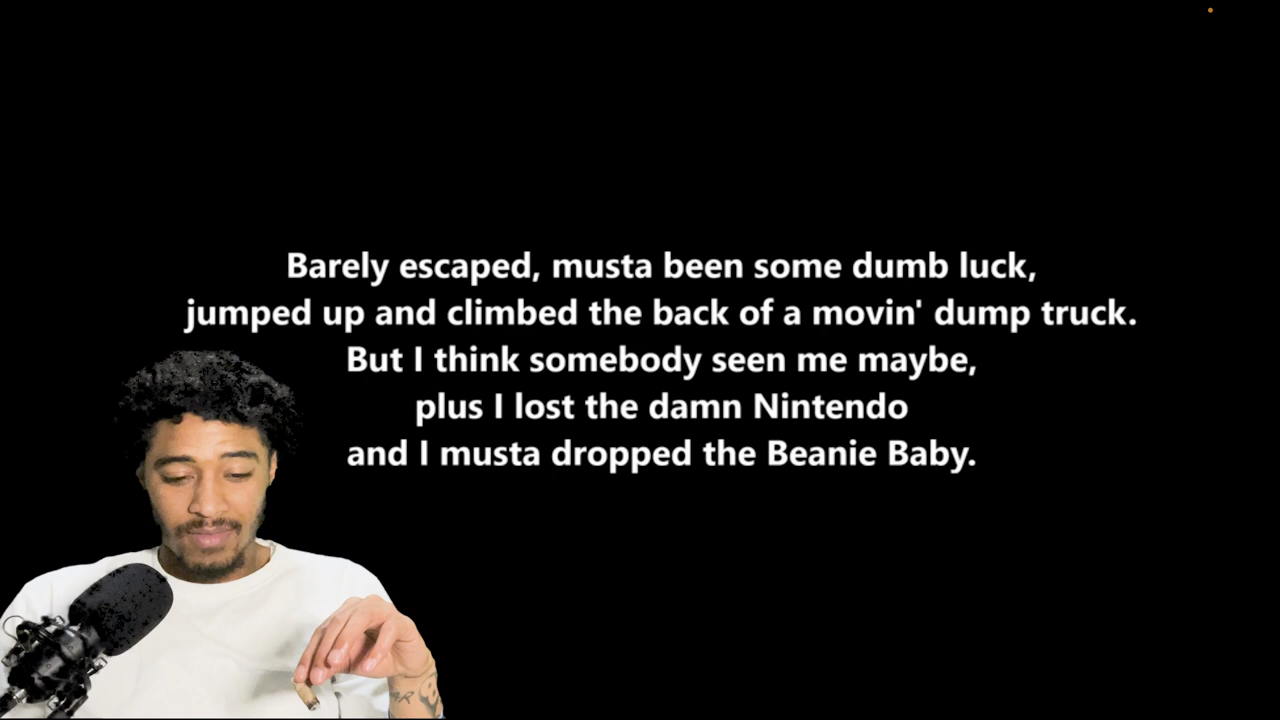 Barely escaped, musta been some dumb luck,
jumped up and climbed the back of a movin' dump truck.
But I think somebody seen me maybe,
plus I lost the damn Nintendo
and I musta dropped the Beanie Baby.